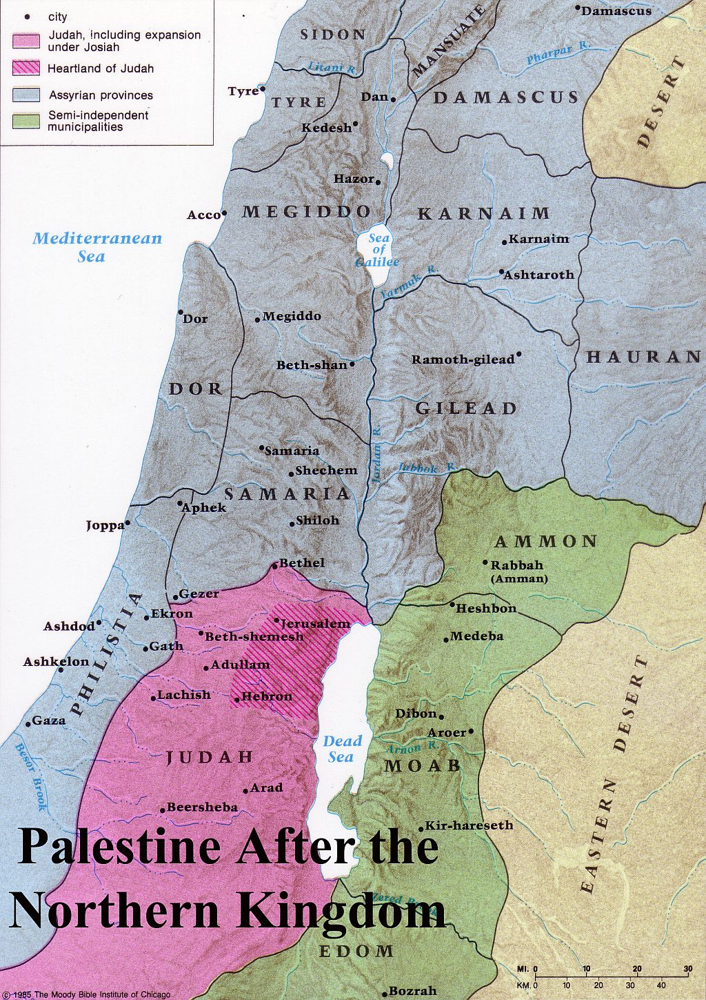 city
Judah, including expansion
under Josiah
Heartland of Judah
Assyrian provinces
Semi-independent
municipalities
Damascus
SIDON
MANSUATE
Pharpar R.
Litani R.
DESERT
Tyre
TYRE
Dan
DAMASCUS
Kedesh
Hazor
Acco
MEGIDDO
KARNAIM
Mediterranean
Sea
Sea
of
Galilee
Karnaim
Yarmuk R.
Ashtaroth
Dor
Megiddo
Beth-shan
Ramoth-gilead
HAURAN
DOR
GILEAD
Jordan R.
Samaria
Shechem
Jabbok R.
SAMARIA
Aphek
Joppa
Shiloh
AMMON
Bethel
Rabbah
(Amman)
Gezer
Ekron
Heshbon
Ashdod
Jerusalem
Beth-shemesh
Medeba
Gath
PHILISTIA
Ashkelon
Adullam
Lachish
Hebron
Dibon
Gaza
Aroer
EASTERN DESERT
Dead
Sea
Arnon R.
Besor Brook
JUDAH
MOAB
Arad
Beersheba
Kir-hareseth
Palestine After the
Northern Kingdom
Zered
EDOM
MI. 0 10 20 30
KM. 0 10 20 30 40
Bozrah
© 1985 The Moody Bible Institute of Chicago